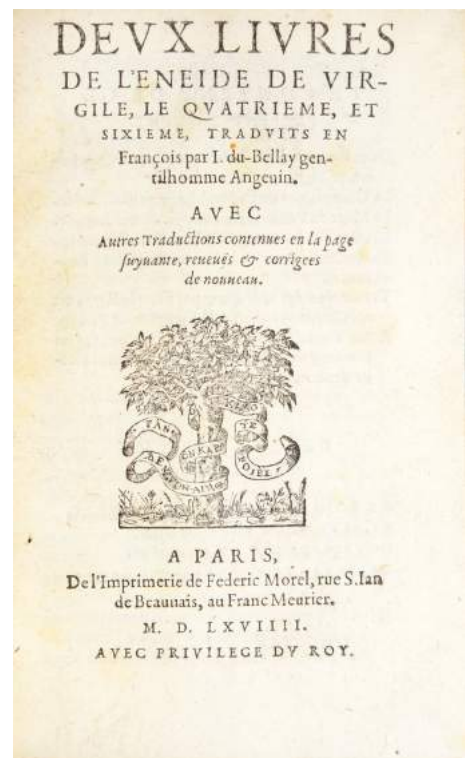 DEVX LIVRES
DE L'ENEIDE DE VIR-
GILE, LE QVATRIEME, ET
SIXIEME, TRADVITS EN
François par I. du-Bellay gen-
tilhomme Angeuin.
AVEC
Autres Traductions contenues en la page
suyuante, reueuës & corrigees
de nouueau.
A PARIS,
De l'Imprimerie de Federic Morel, rue S. Ian
de Beauuais, au Franc Meurier.
M. D. LXVIIII.
AVEC PRIVILEGE DV ROY.